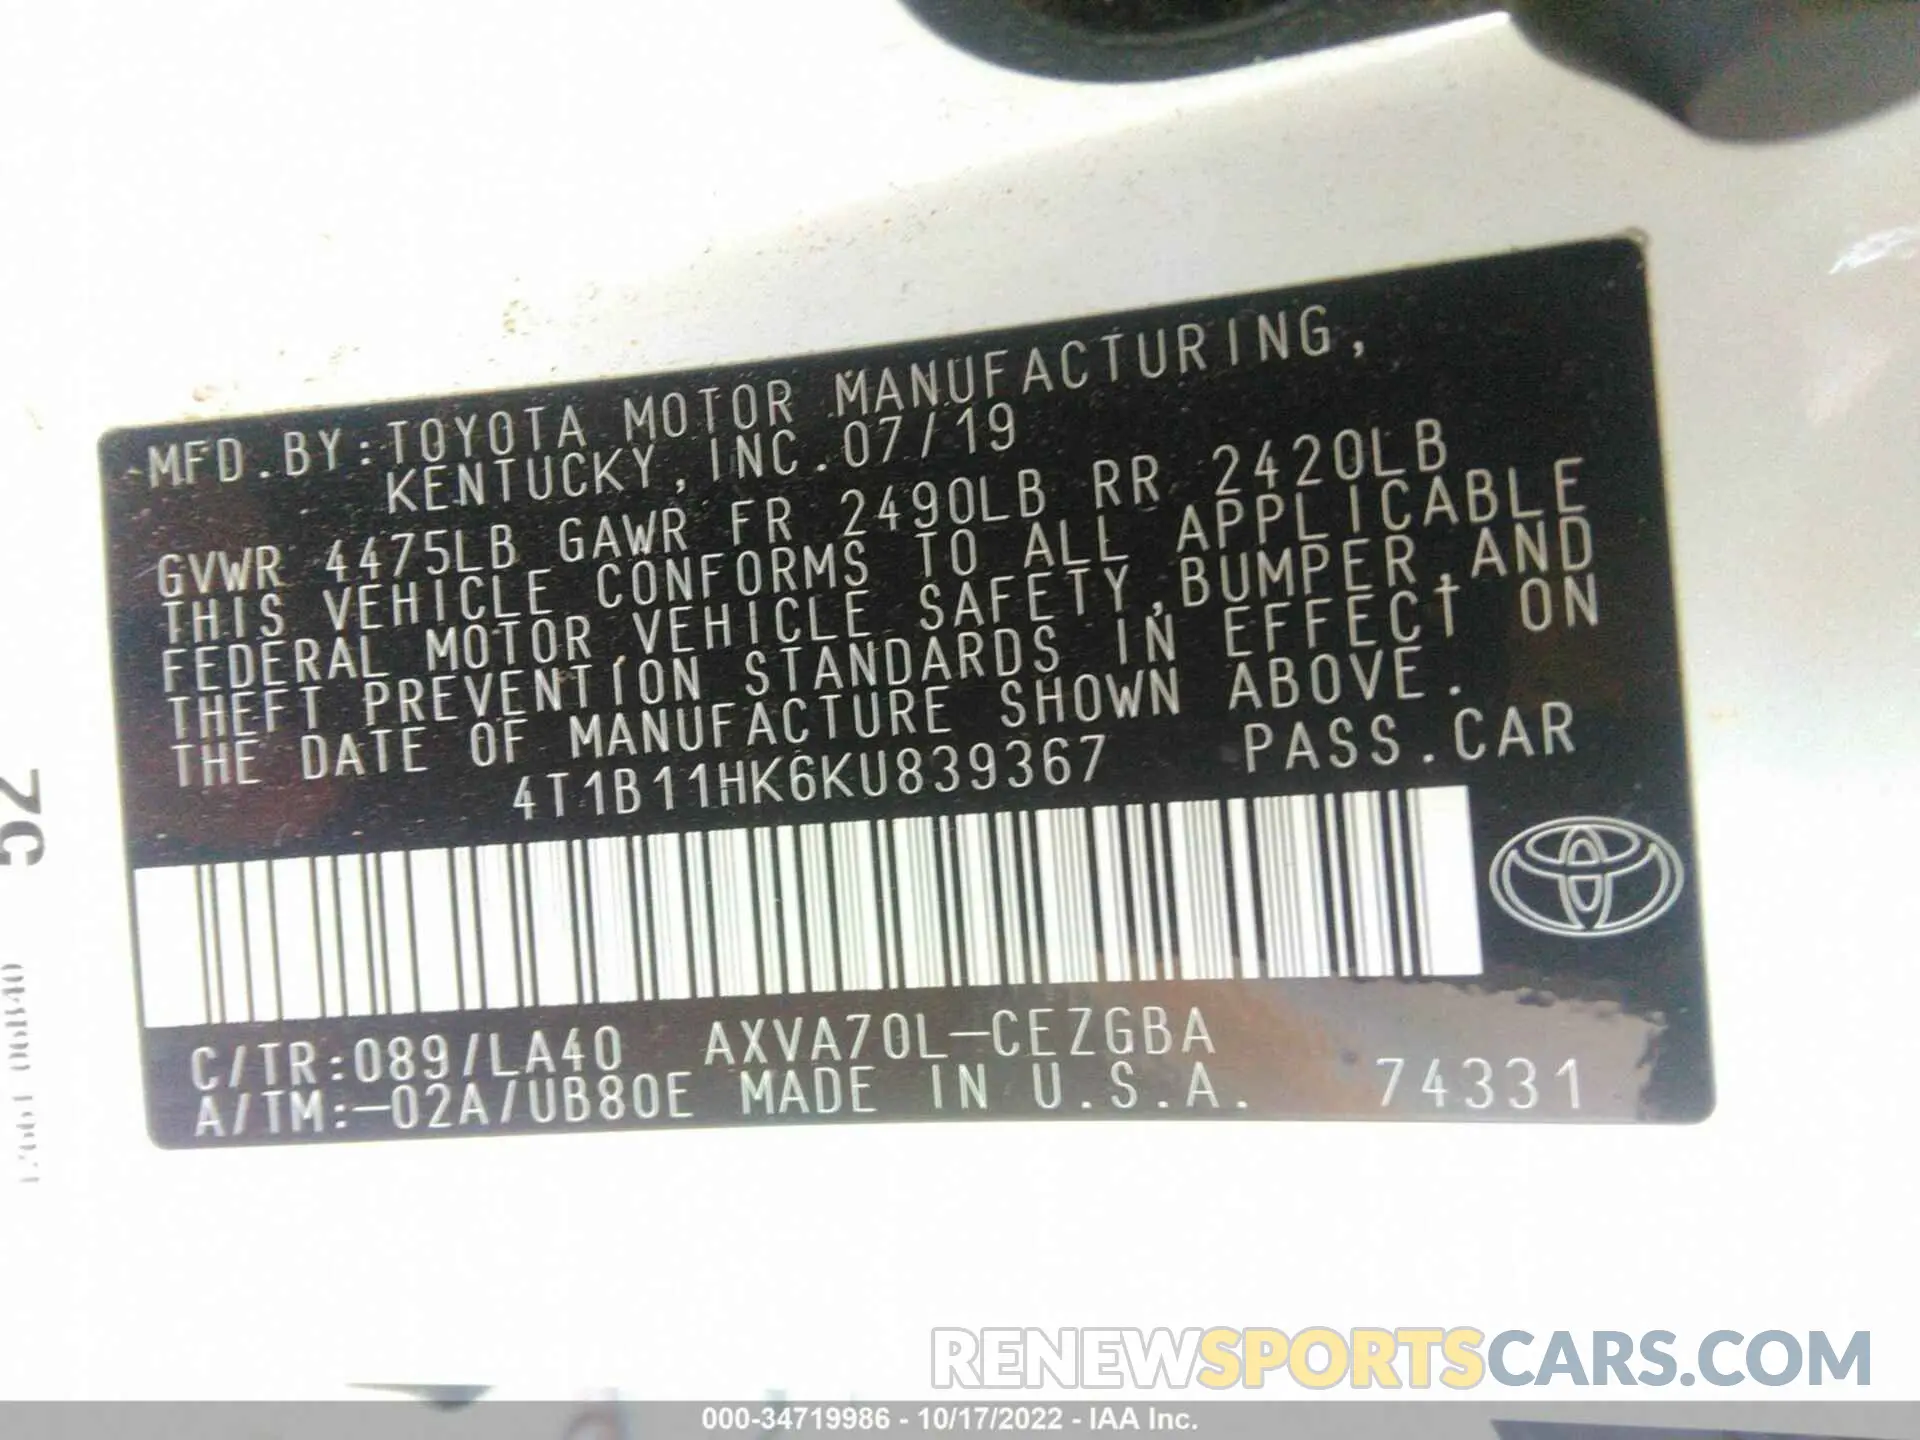 MFD.BY:TOYOTA MOTOR MANUFACTURING,
KENTUCKY,INC.07/19
GVWR 4475LB GAWR FR 2490LB RR 2420LB
THIS VEHICLE CONFORMS TO ALL APPLICABLE
FEDERAL MOTOR VEHICLE SAFETY,BUMPER,AND
THEFT PREVENTION STANDARDS IN EFFECT ON
THE DATE OF MANUFACTURE SHOWN ABOVE.
4T1B11HK6KU839367 PASS.CAR
C/TR:089/LA40 AXVA70L-CEZGBA
A/TM:-02A/UB80E MADE IN U.S.A. 74331
52
RENEWSPORTSCARS.COM
000-34719986 - 10/17/2022 - IAA Inc.